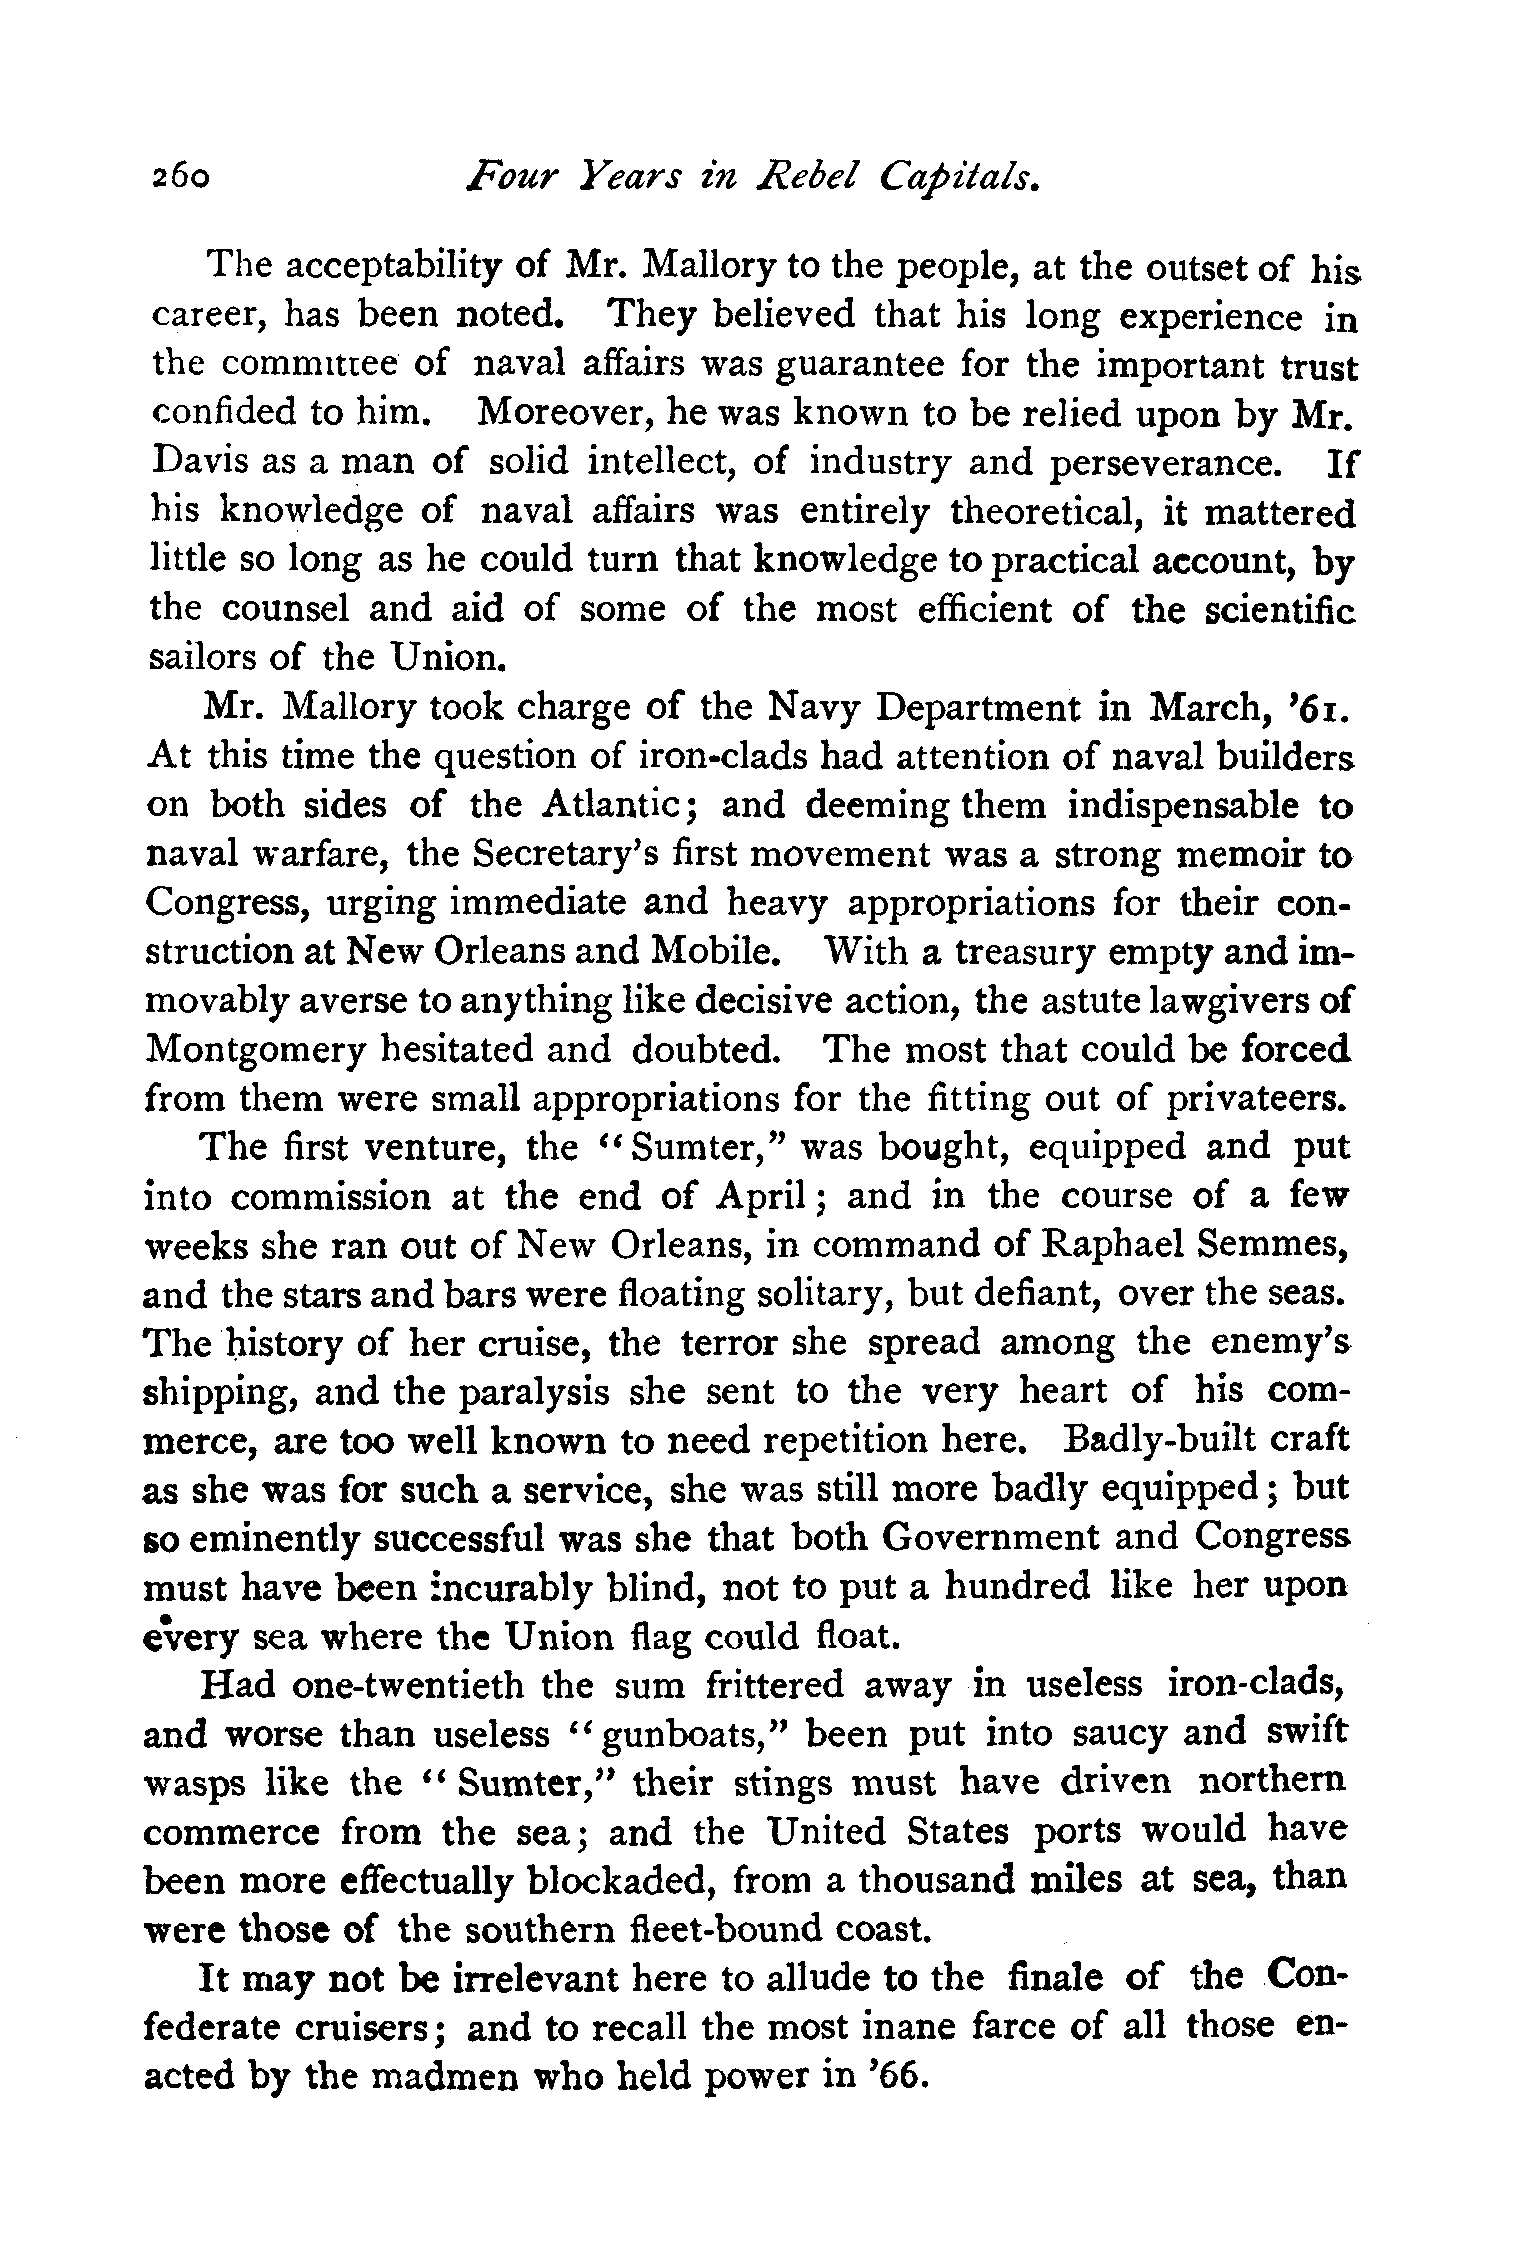 260 Four Years in Rebel Capitals.
The acceptability of Mr. Mallory to the people, at the outset of his
career, has been noted. They believed that his long experience in
the committee of naval affairs was guarantee for the important trust
confided to him. Moreover, he was known to be relied upon by Mr.
Davis as a man of solid intellect, of industry and perseverance. If
his knowledge of naval affairs was entirely theoretical, it mattered
little so long as he could turn that knowledge to practical account, by
the counsel and aid of some of the most efficient of the scientific
sailors of the Union.
Mr. Mallory took charge of the Navy Department in March, '61.
At this time the question of iron-clads had attention of naval builders
on both sides of the Atlantic; and deeming them indispensable to
naval warfare, the Secretary's first movement was a strong memoir to
Congress, urging immediate and heavy appropriations for their con-
struction at New Orleans and Mobile. With a treasury empty and im-
movably averse to anything like decisive action, the astute lawgivers of
Montgomery hesitated and doubted. The most that could be forced
from them were small appropriations for the fitting out of privateers.
The first venture, the "Sumter," was bought, equipped and put
into commission at the end of April; and in the course of a few
weeks she ran out of New Orleans, in command of Raphael Semmes,
and the stars and bars were floating solitary, but defiant, over the seas.
The history of her cruise, the terror she spread among the enemy's
shipping, and the paralysis she sent to the very heart of his com-
merce, are too well known to need repetition here. Badly-built craft
as she was for such a service, she was still more badly equipped; but
so eminently successful was she that both Government and Congress
must have been incurably blind, not to put a hundred like her upon
every sea where the Union flag could float.
Had one-twentieth the sum frittered away in useless iron-clads,
and worse than useless "gunboats," been put into saucy and swift
wasps like the "Sumter," their stings must have driven northern
commerce from the sea; and the United States ports would have
been more effectually blockaded, from a thousand miles at sea, than
were those of the southern fleet-bound coast.
It may not be irrelevant here to allude to the finale of the Con-
federate cruisers; and to recall the most inane farce of all those en-
acted by the madmen who held power in '66.